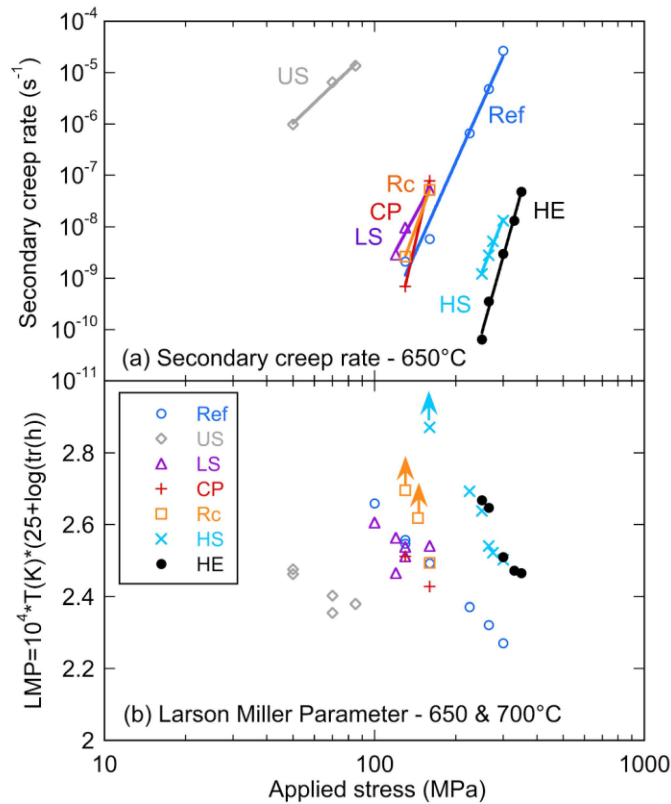 10⁻⁴
10⁻⁵
10⁻⁶
10⁻⁷
10⁻⁸
10⁻⁹
10⁻¹⁰
10⁻¹¹
Secondary creep rate (s⁻¹)
US
Ref
Rc
CP
LS
HE
HS
(a) Secondary creep rate - 650°C
Ref
US
LS
CP
Rc
HS
HE
2.8
2.6
2.4
2.2
2
LMP=10⁴*T(K)*(25+log(tr(h))
(b) Larson Miller Parameter - 650 & 700°C
10
100
1000
Applied stress (MPa)